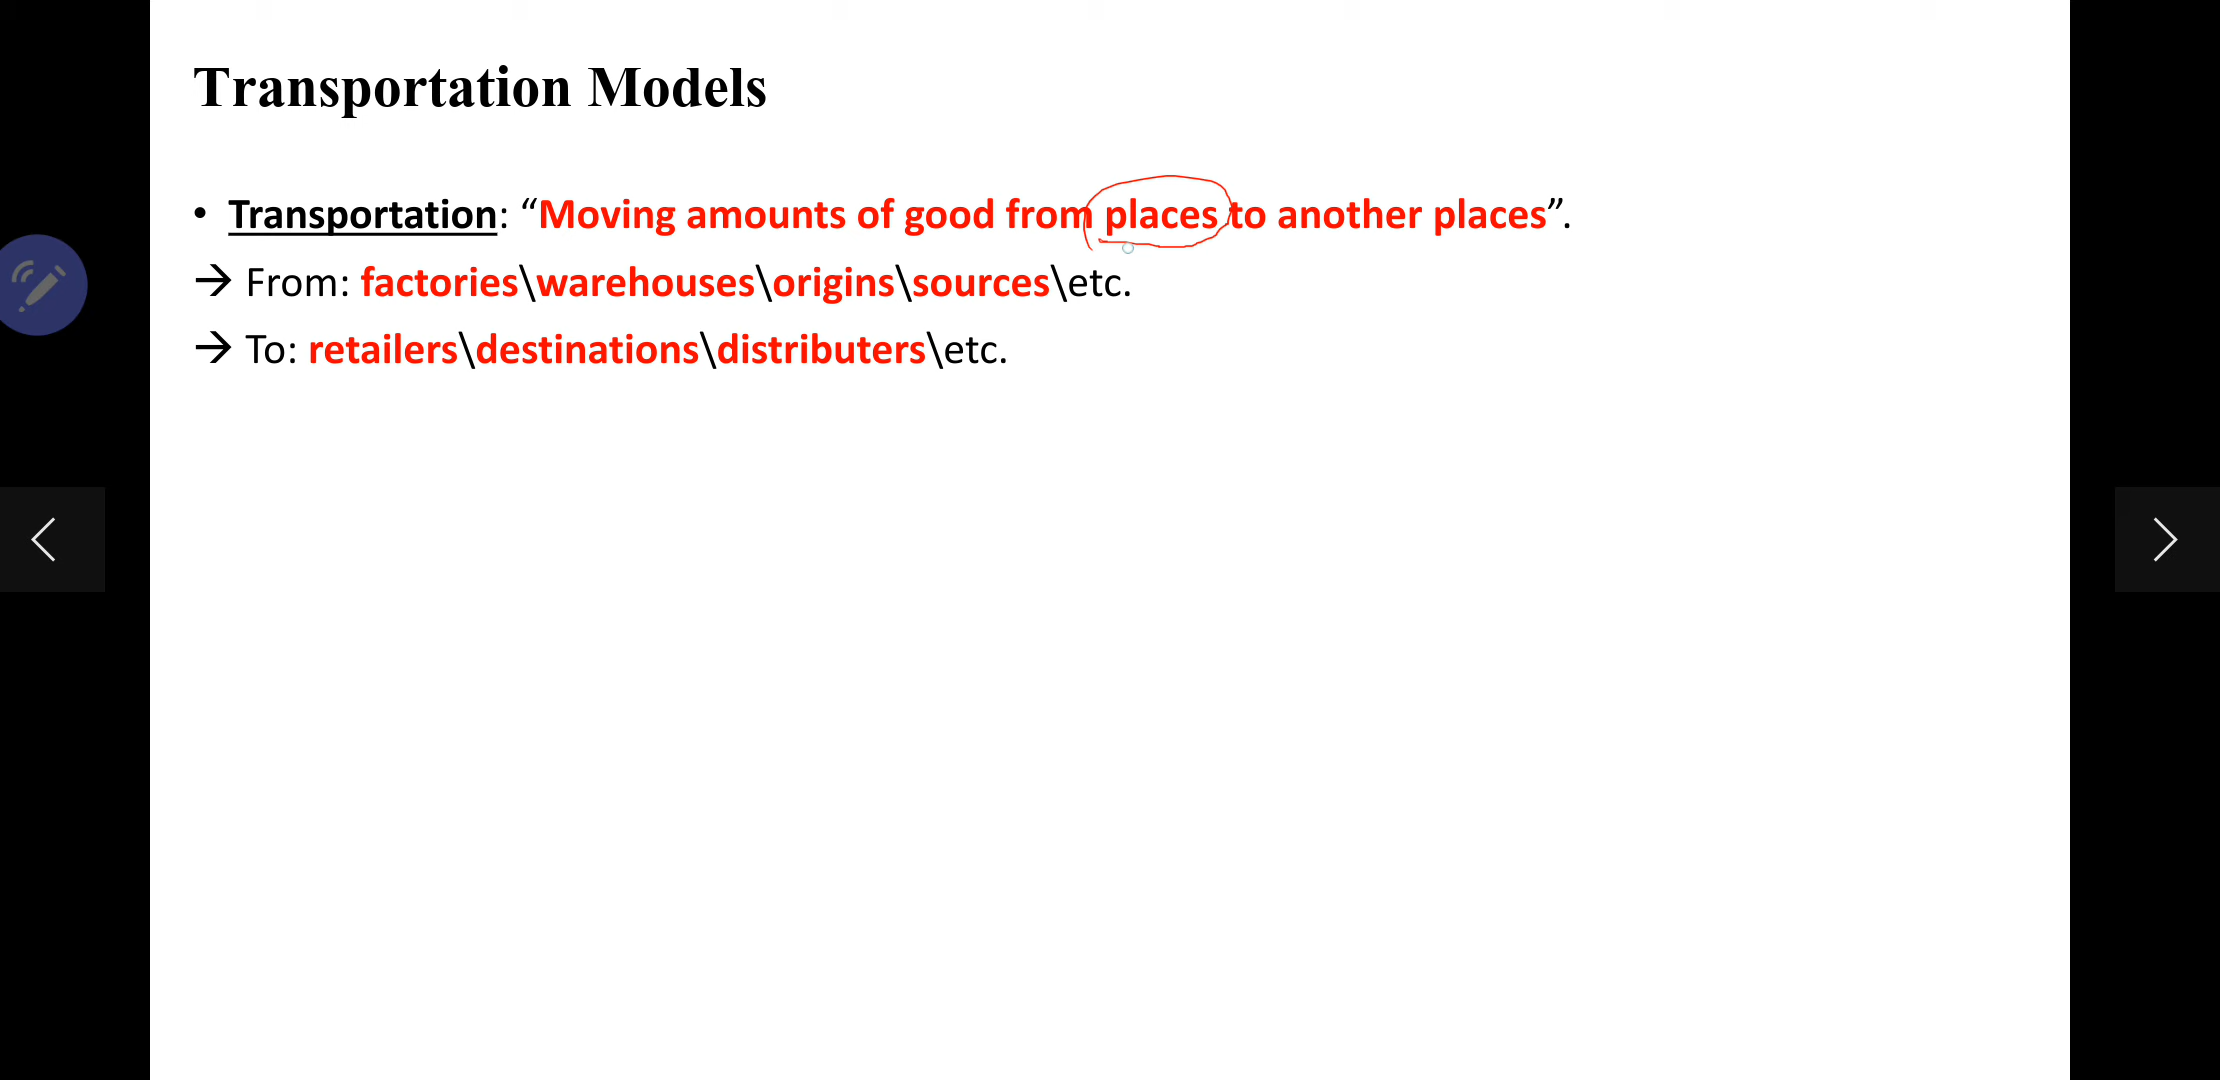 Transportation Models
• Transportation: “Moving amounts of good from places to another places”.
→ From: factories\warehouses\origins\sources\etc.
→ To: retailers\destinations\distributers\etc.